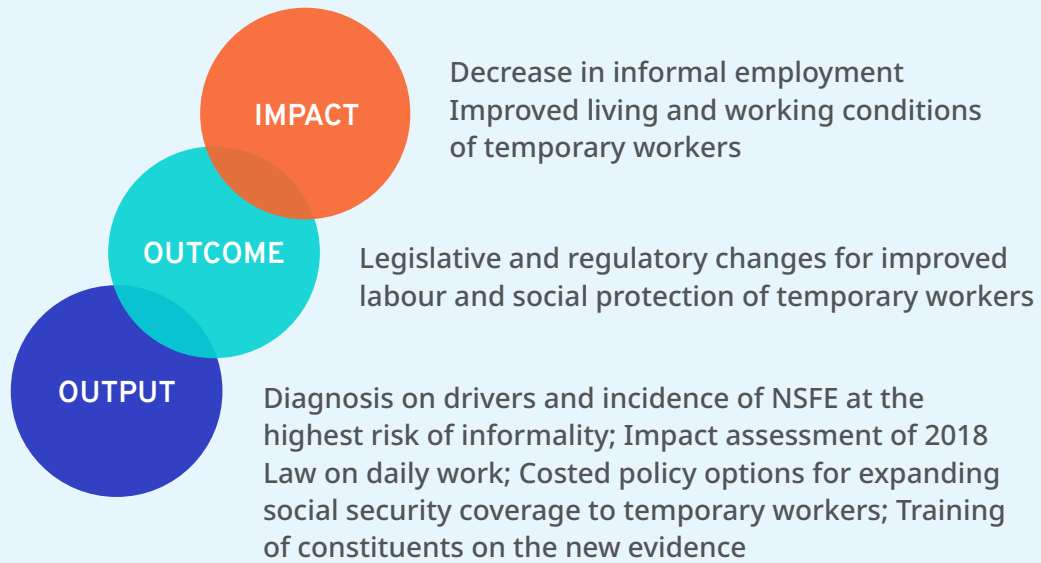 IMPACT
Decrease in informal employment
Improved living and working conditions
of temporary workers
OUTCOME
Legislative and regulatory changes for improved
labour and social protection of temporary workers
OUTPUT
Diagnosis on drivers and incidence of NSFE at the
highest risk of informality; Impact assessment of 2018
Law on daily work; Costed policy options for expanding
social security coverage to temporary workers; Training
of constituents on the new evidence